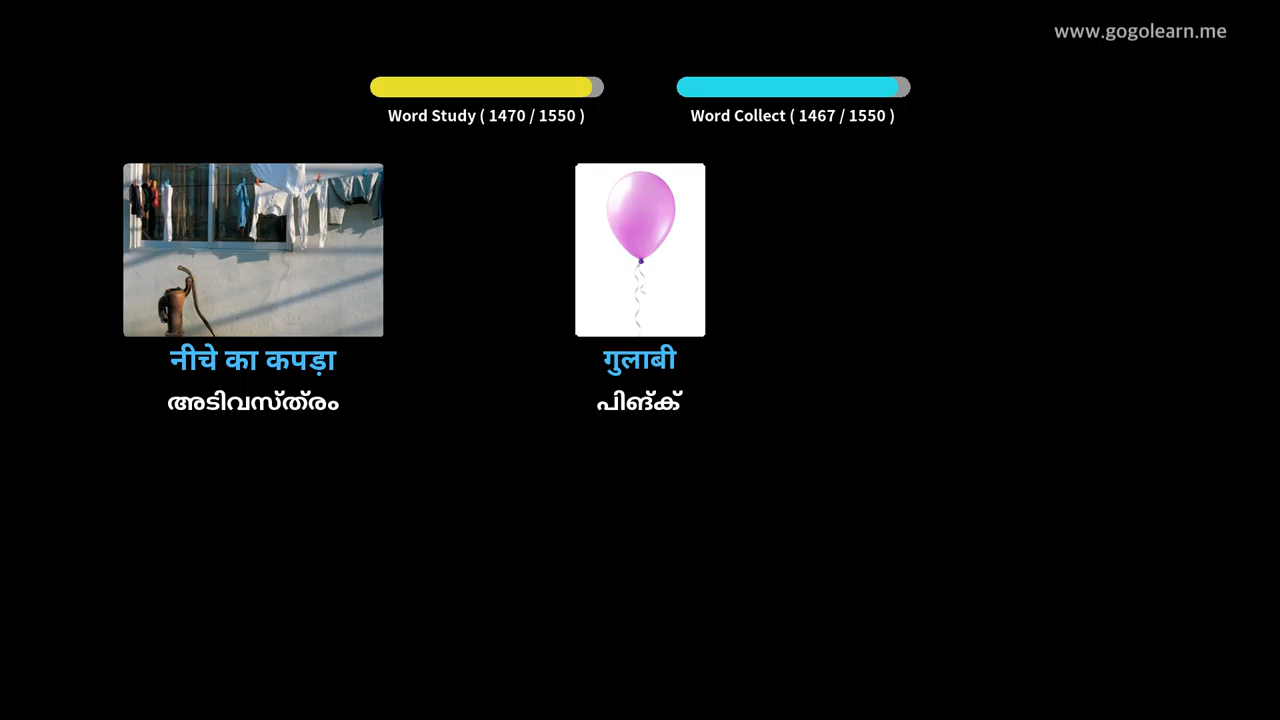 www.gogolearn.me
Word Study ( 1470 / 1550 )
Word Collect ( 1467 / 1550 )
नीचे का कपड़ा
गुलाबी
അടിവസ്ത്രം
പിങ്ക്